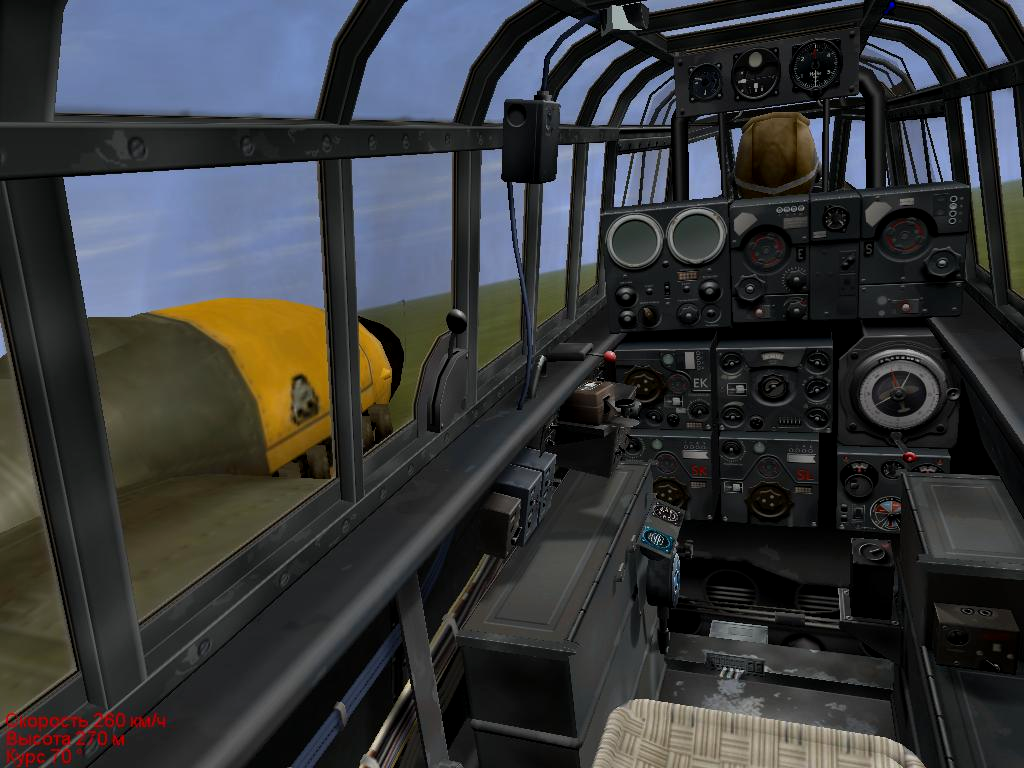 EK
SK
SL
Скорость 260 км/ч
Высота 270 м
Курс 70 °